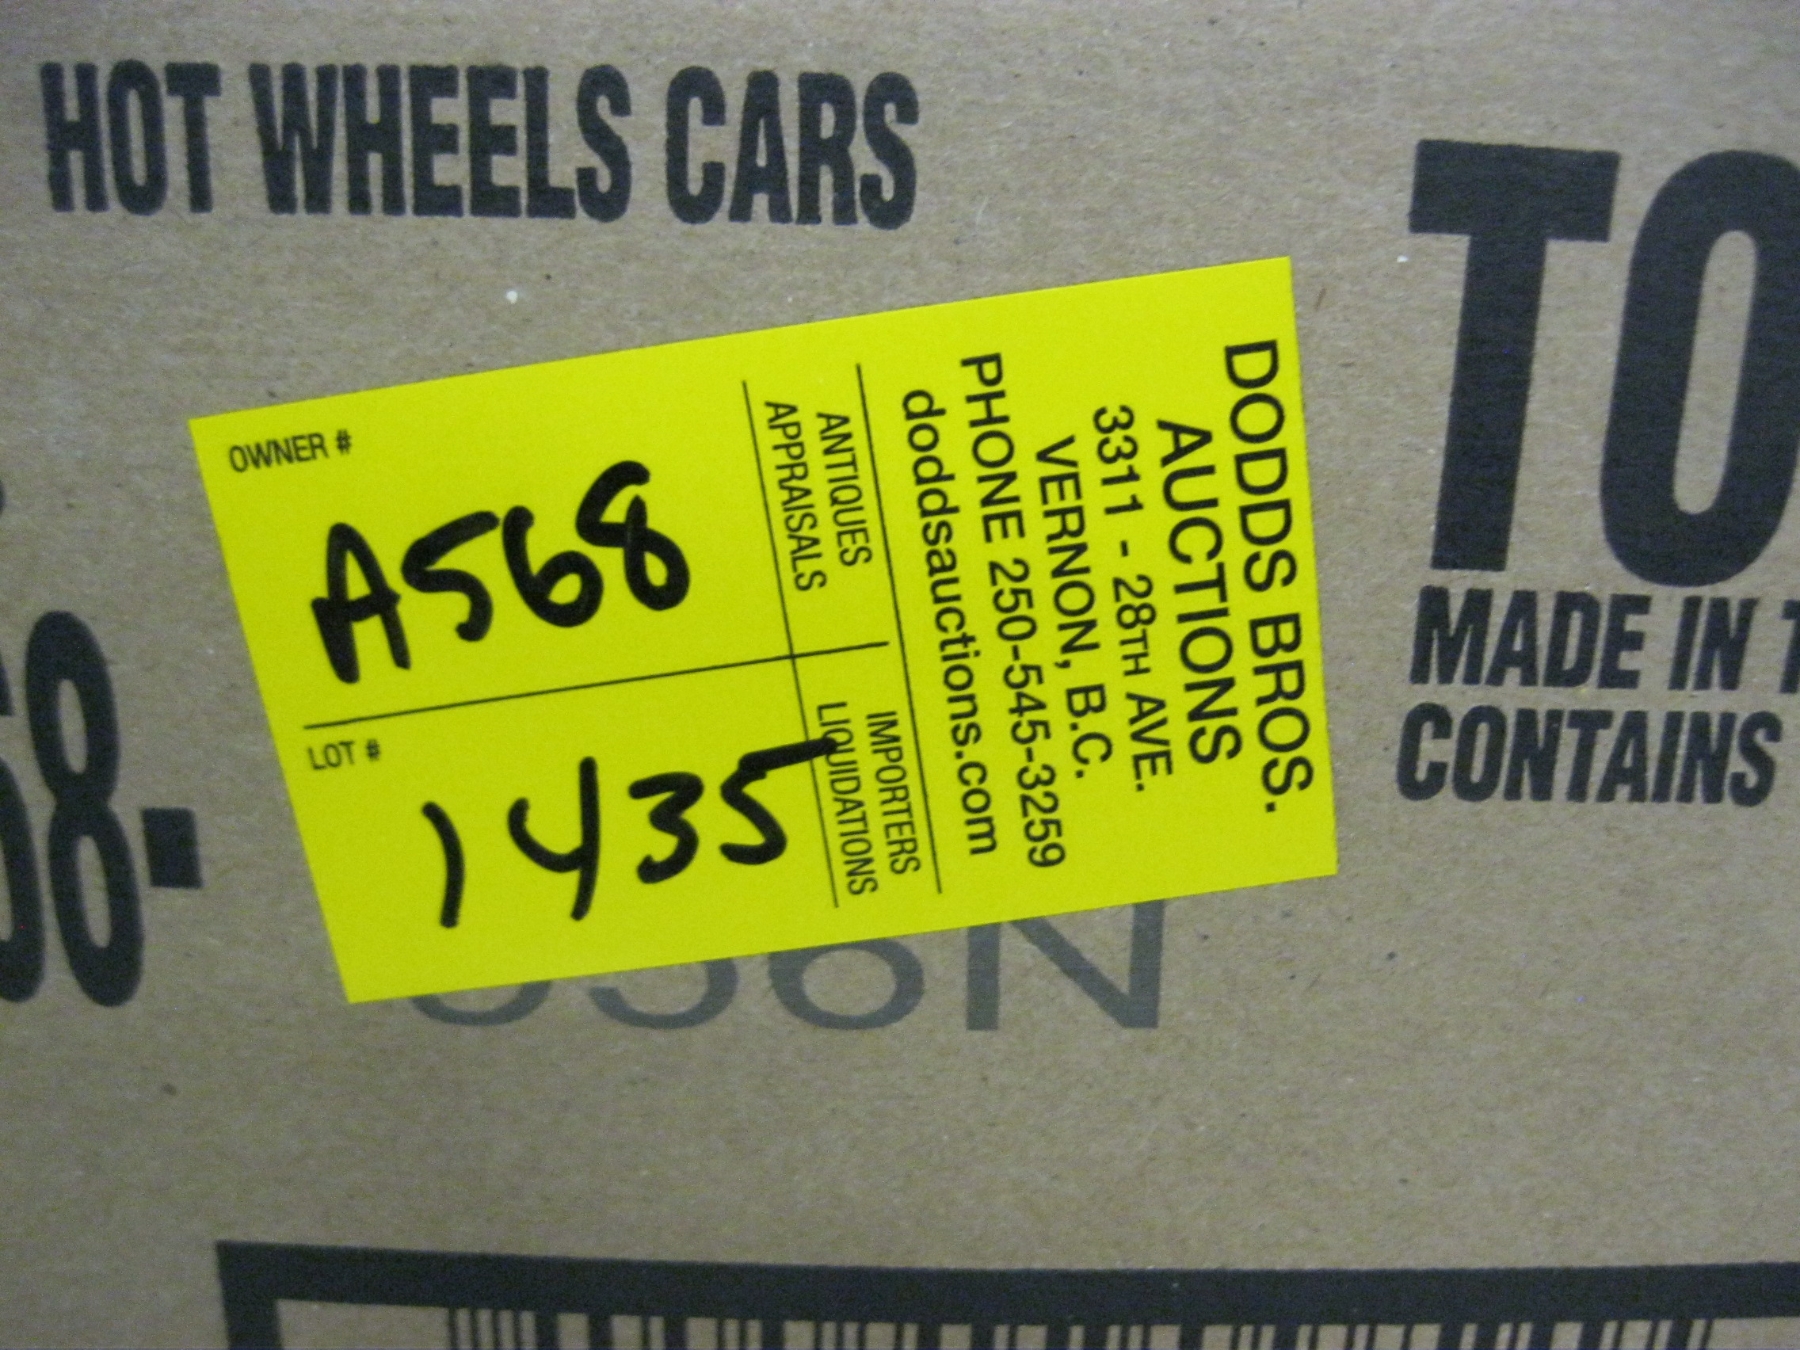 HOT WHEELS CARS
TO
MADE IN
CONTAINS
OWNER #
A568
LOT #
1435
ANTIQUES
APPRAISALS
IMPORTERS
LIQUIDATIONS
DODDS BROS.
AUCTIONS
3311 - 28TH AVE.
VERNON, B.C.
PHONE 250-545-3259
doddsauctions.com
8-
N